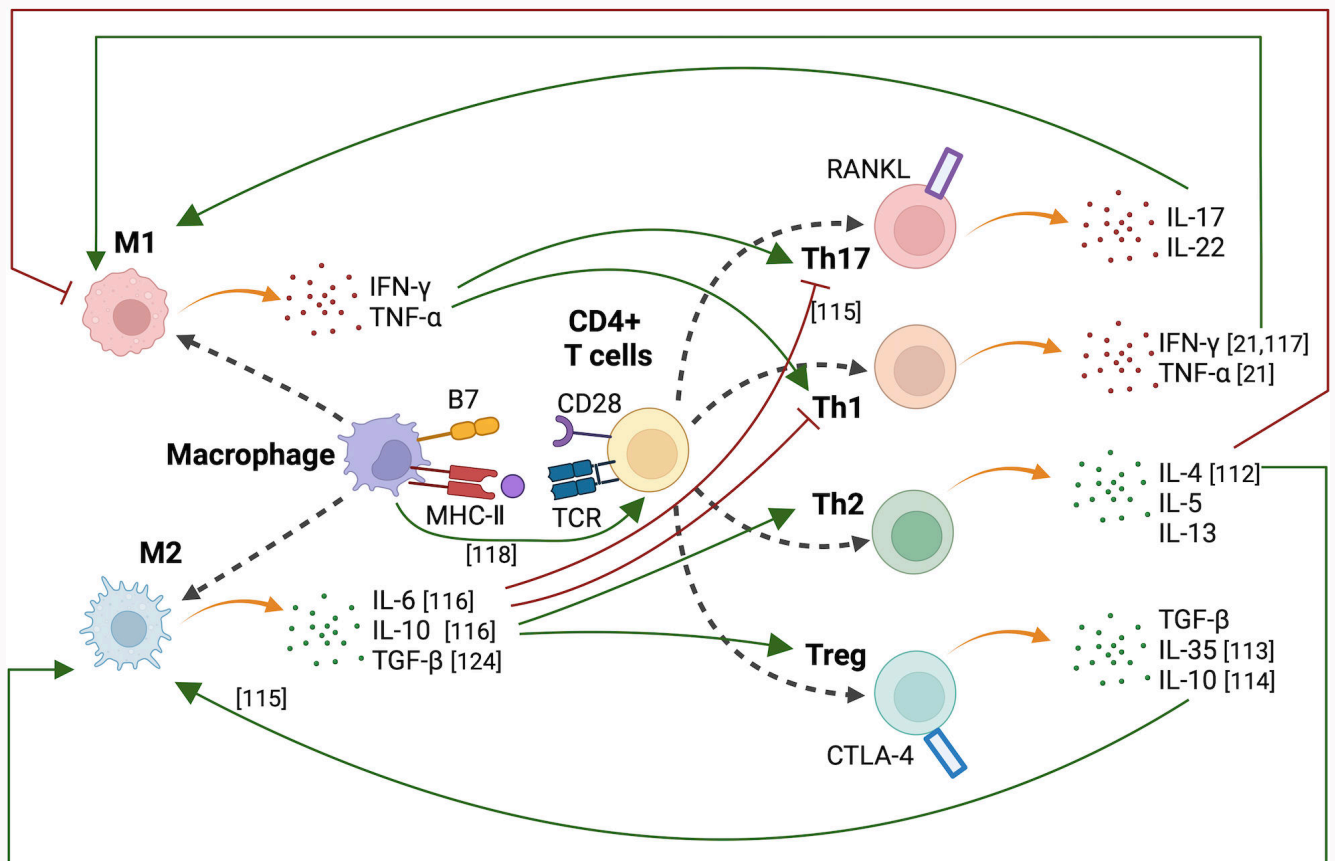 RANKL
IL-17
IL-22
M1
Th17
IFN-γ
TNF-α
[115]
CD4+
T cells
IFN-γ [21,117]
TNF-α [21]
B7
CD28
Th1
Macrophage
MHC-II
TCR
[118]
Th2
IL-4 [112]
IL-5
IL-13
M2
IL-6 [116]
IL-10 [116]
TGF-β [124]
TGF-β
IL-35 [113]
IL-10 [114]
Treg
[115]
CTLA-4